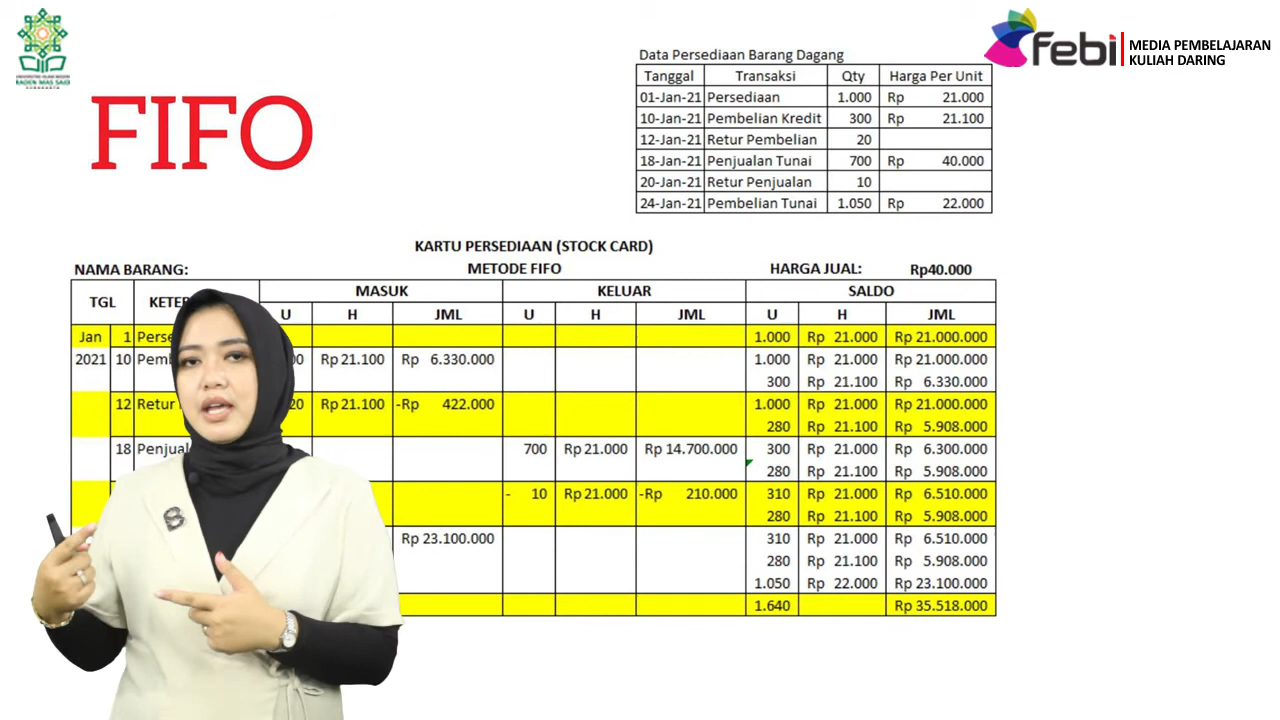 RADEN MAS SAID
SURAKARTA
febi
MEDIA PEMBELAJARAN
KULIAH DARING
FIFO
Data Persediaan Barang Dagang
Tanggal Transaksi Qty Harga Per Unit
01-Jan-21 Persediaan 1.000 Rp 21.000
10-Jan-21 Pembelian Kredit 300 Rp 21.100
12-Jan-21 Retur Pembelian 20
18-Jan-21 Penjualan Tunai 700 Rp 40.000
20-Jan-21 Retur Penjualan 10
24-Jan-21 Pembelian Tunai 1.050 Rp 22.000
KARTU PERSEDIAAN (STOCK CARD)
NAMA BARANG: METODE FIFO HARGA JUAL: Rp40.000
TGL KETER MASUK KELUAR SALDO
U H JML U H JML U H JML
Jan 1 Perse 1.000 Rp 21.000 Rp 21.000.000
2021 10 Pemb 00 Rp 21.100 Rp 6.330.000 1.000 Rp 21.000 Rp 21.000.000
300 Rp 21.100 Rp 6.330.000
12 Retur 20 Rp 21.100 -Rp 422.000 1.000 Rp 21.000 Rp 21.000.000
280 Rp 21.100 Rp 5.908.000
18 Penjual 700 Rp 21.000 Rp 14.700.000 300 Rp 21.000 Rp 6.300.000
280 Rp 21.100 Rp 5.908.000
- 10 Rp 21.000 -Rp 210.000 310 Rp 21.000 Rp 6.510.000
280 Rp 21.100 Rp 5.908.000
Rp 23.100.000 310 Rp 21.000 Rp 6.510.000
280 Rp 21.100 Rp 5.908.000
1.050 Rp 22.000 Rp 23.100.000
1.640 Rp 35.518.000